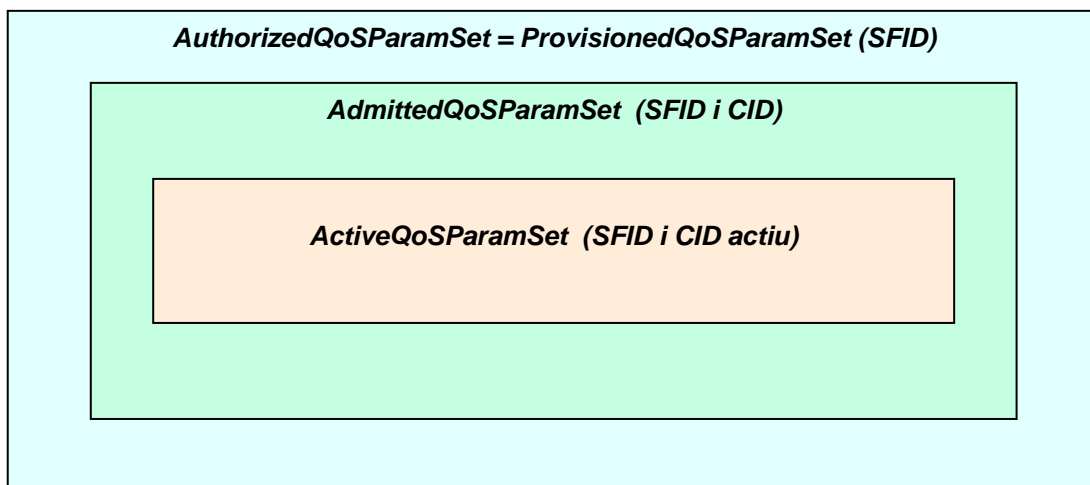 AuthorizedQoSParamSet = ProvisionedQoSParamSet (SFID)
AdmittedQoSParamSet (SFID i CID)
ActiveQoSParamSet (SFID i CID actiu)